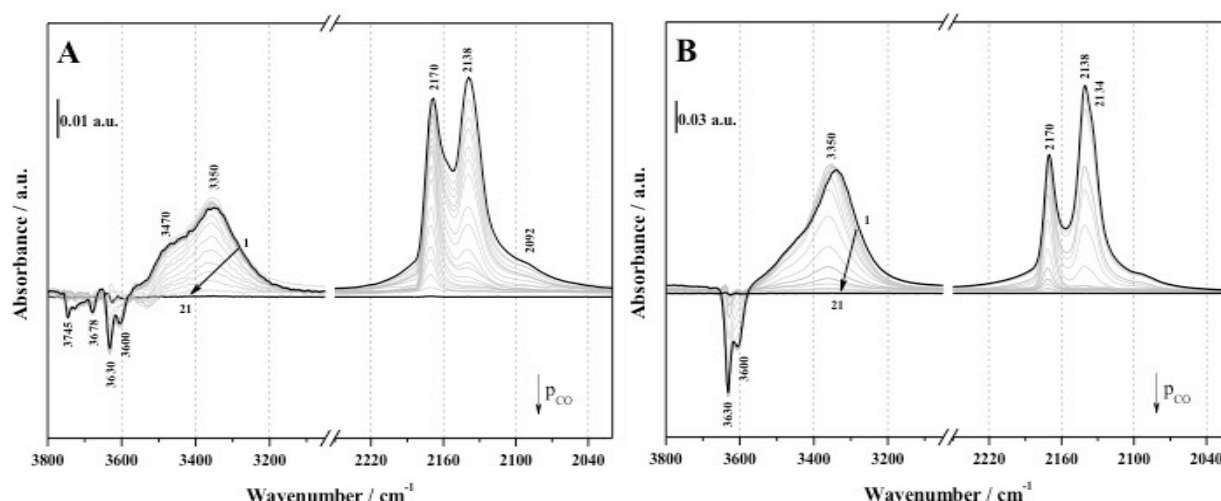 A
0.01 a.u.
3470
3350
1
21
3745
3678
3630
3600
2170
2138
2092
p CO
Absorbance / a.u.
3800 3600 3400 3200 2220 2160 2100 2040
Wavenumber / cm-1
B
0.03 a.u.
3350
1
21
3630
3600
2170
2138
2134
p CO
Absorbance / a.u.
3800 3600 3400 3200 2220 2160 2100 2040
Wavenumber / cm-1